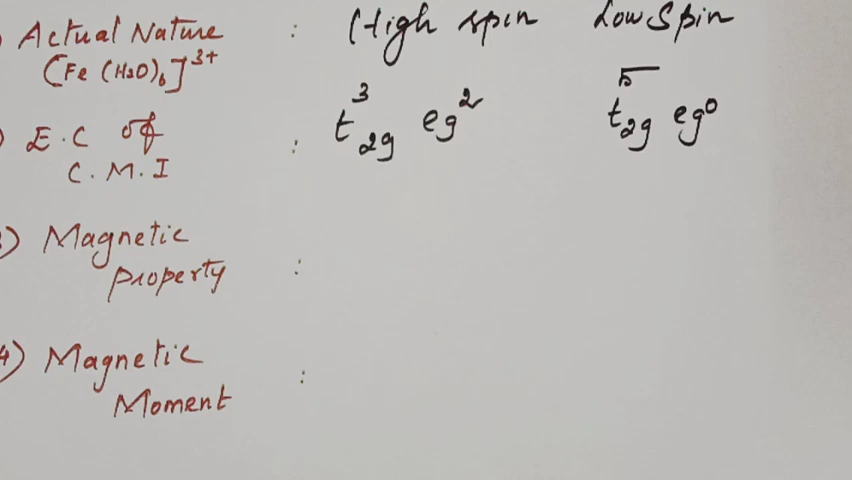 ) Actual Nature : High spin Low Spin
[Fe (H2O)6]3+
) E.C of : t2g3 eg2 t2g5 eg0
C.M.I
3) Magnetic
property :
4) Magnetic
Moment :